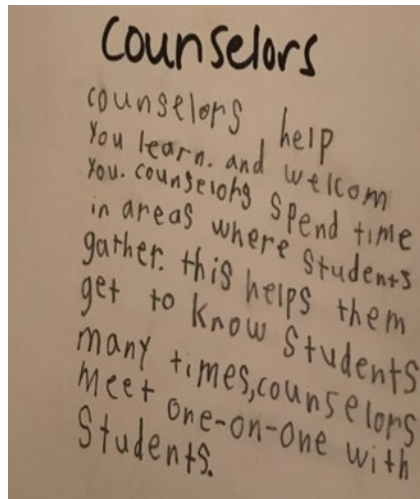 Counselors
counselors help
You learn. and welcom
You. counselors spend time
in areas where Students
gather. this helps them
get to know Students
many times, counselors
meet one-on-one with
Students.